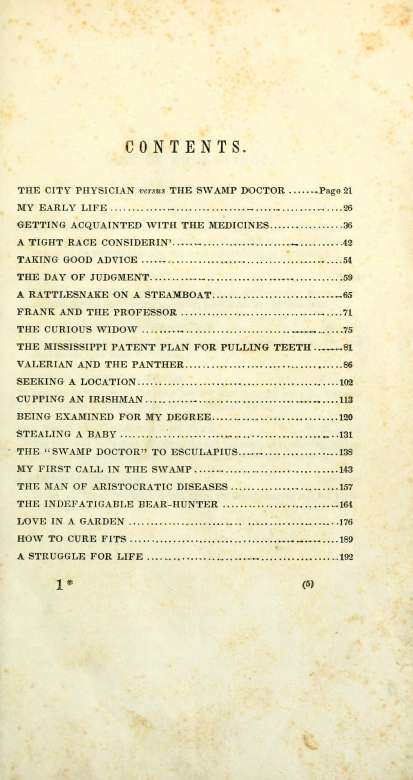 CONTENTS.
THE CITY PHYSICIAN versus THE SWAMP DOCTOR .......Page 21
MY EARLY LIFE ..................................................26
GETTING ACQUAINTED WITH THE MEDICINES.................36
A TIGHT RACE CONSIDERIN'.......................................42
TAKING GOOD ADVICE .............................................54
THE DAY OF JUDGMENT............................................59
A RATTLESNAKE ON A STEAMBOAT..............................65
FRANK AND THE PROFESSOR .....................................71
THE CURIOUS WIDOW .............................................75
THE MISSISSIPPI PATENT PLAN FOR PULLING TEETH .......81
VALERIAN AND THE PANTHER....................................86
SEEKING A LOCATION..............................................102
CUPPING AN IRISHMAN ............................................113
BEING EXAMINED FOR MY DEGREE..............................120
STEALING A BABY .................................................131
THE "SWAMP DOCTOR" TO ESCULAPIUS........................138
MY FIRST CALL IN THE SWAMP ..................................143
THE MAN OF ARISTOCRATIC DISEASES .........................157
THE INDEFATIGABLE BEAR-HUNTER ............................164
LOVE IN A GARDEN ................................................176
HOW TO CURE FITS ................................................189
A STRUGGLE FOR LIFE .............................................192
1* (5)